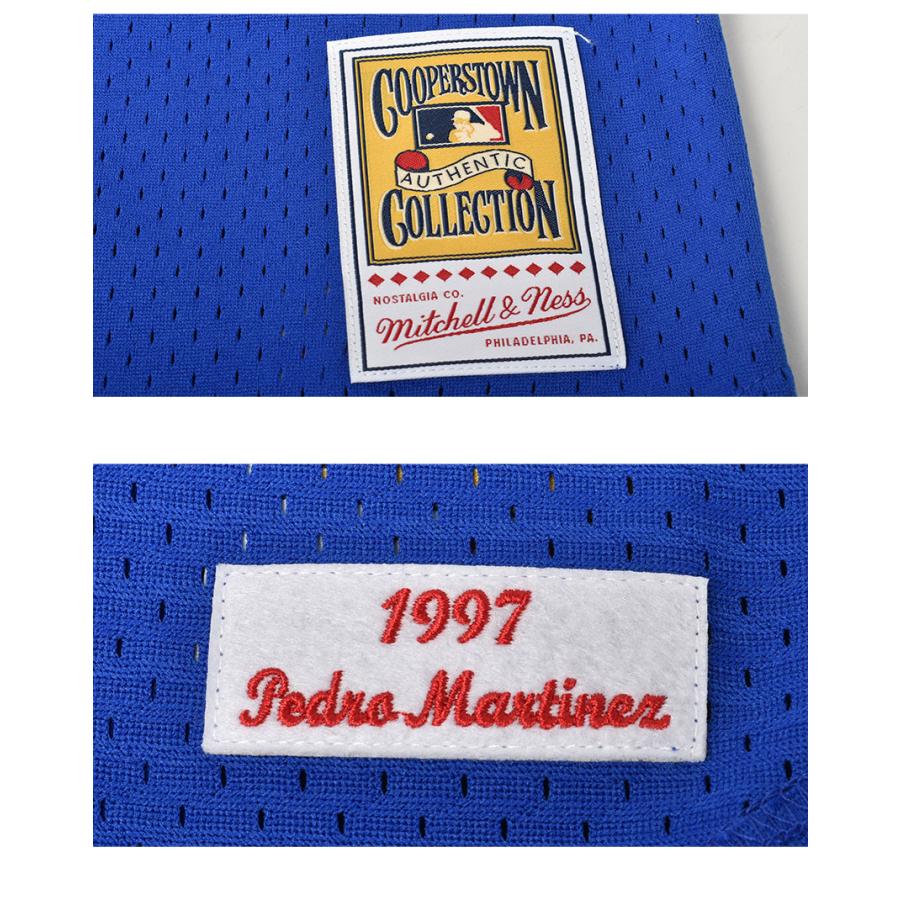 COOPERSTOWN
AUTHENTIC
COLLECTION
NOSTALGIA CO.
Mitchell & Ness
PHILADELPHIA, PA.
1997
Pedro Martinez